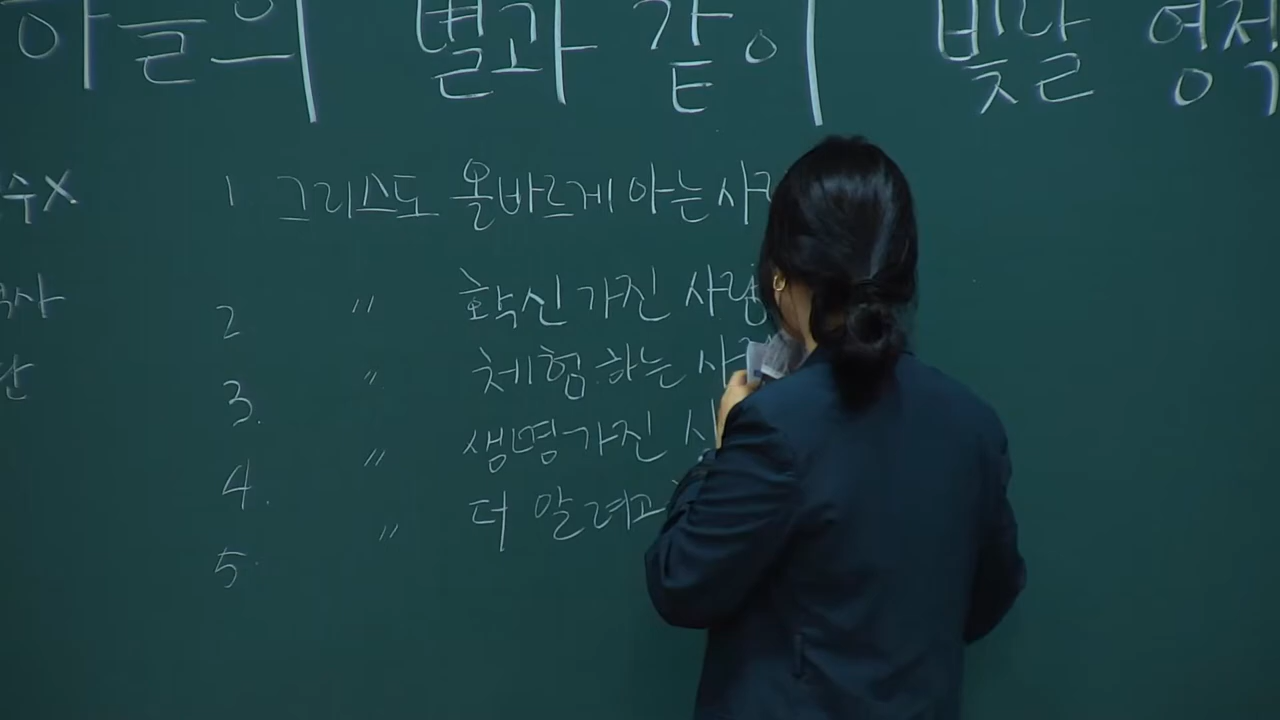 하늘의 별과 같이 빛날 영적
수X
1 그리스도 올바르게 아는 사
2 〃 확신가진 사람
3. 〃 체험하는 사
4. 〃 생명가진 사
5. 〃 더 알려고